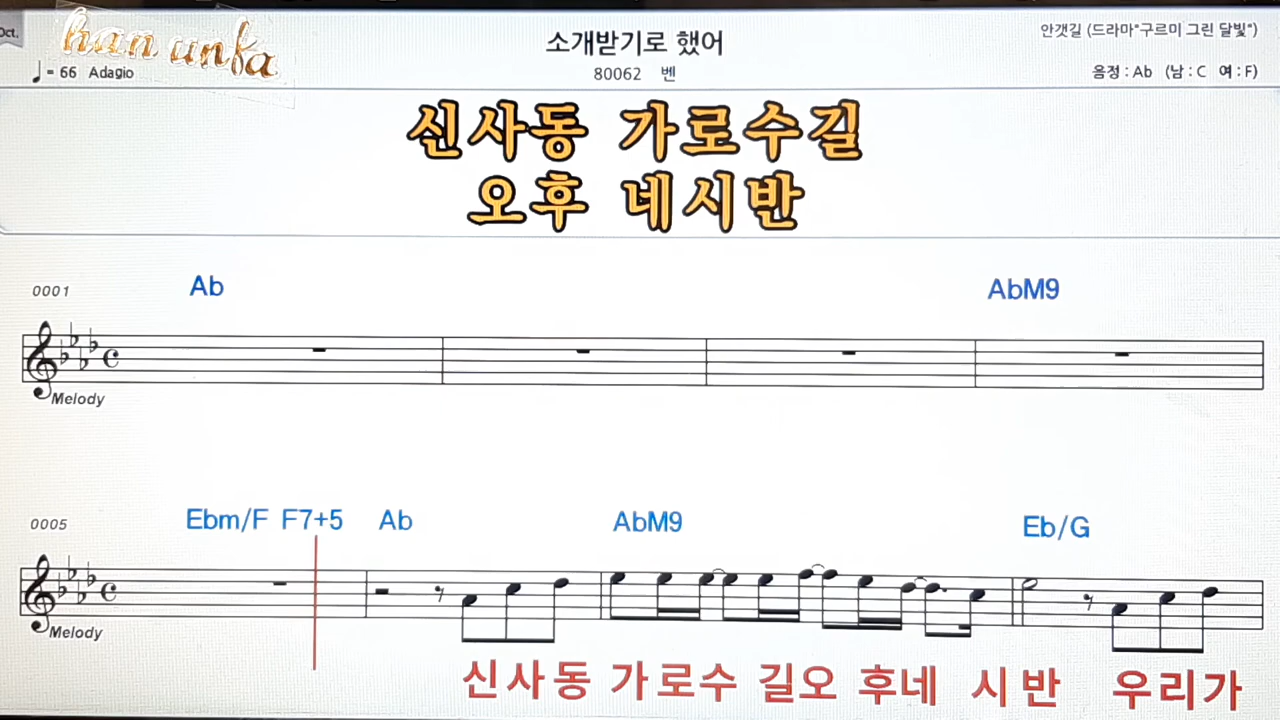 Oct.
han unfa
소개받기로 했어
안갯길 (드라마"구르미 그린 달빛")
♩= 66 Adagio
80062 벤
음정 : Ab (남 : C 여 : F)
신사동 가로수길
오후 네시반
0001 Ab AbM9
Melody
0005 Ebm/F F7+5 Ab AbM9 Eb/G
Melody
신사동 가로수 길오 후네 시반 우리가